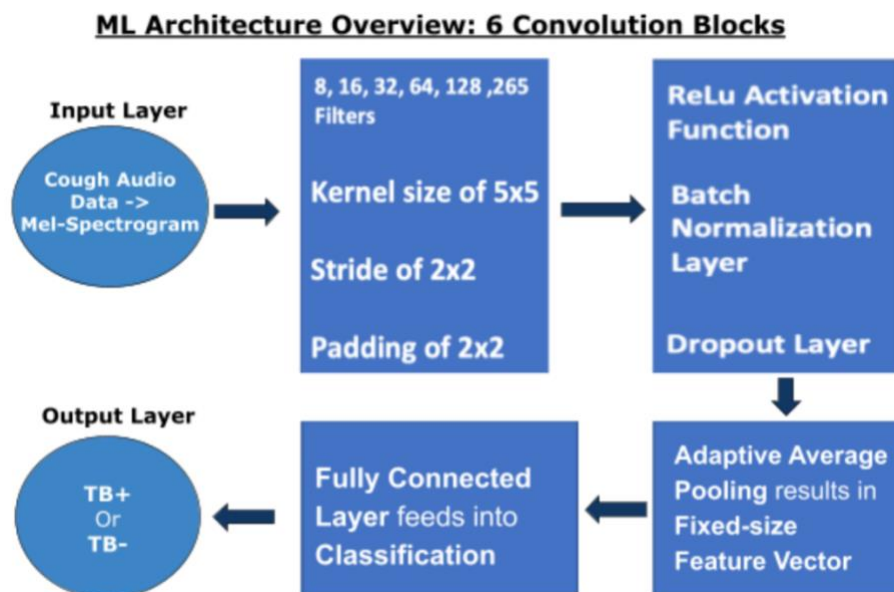 ML Architecture Overview: 6 Convolution Blocks
Input Layer
Cough Audio
Data ->
Mel-Spectrogram
8, 16, 32, 64, 128 ,265
Filters
Kernel size of 5x5
Stride of 2x2
Padding of 2x2
ReLu Activation
Function
Batch
Normalization
Layer
Dropout Layer
Adaptive Average
Pooling results in
Fixed-size
Feature Vector
Fully Connected
Layer feeds into
Classification
Output Layer
TB+
Or
TB-